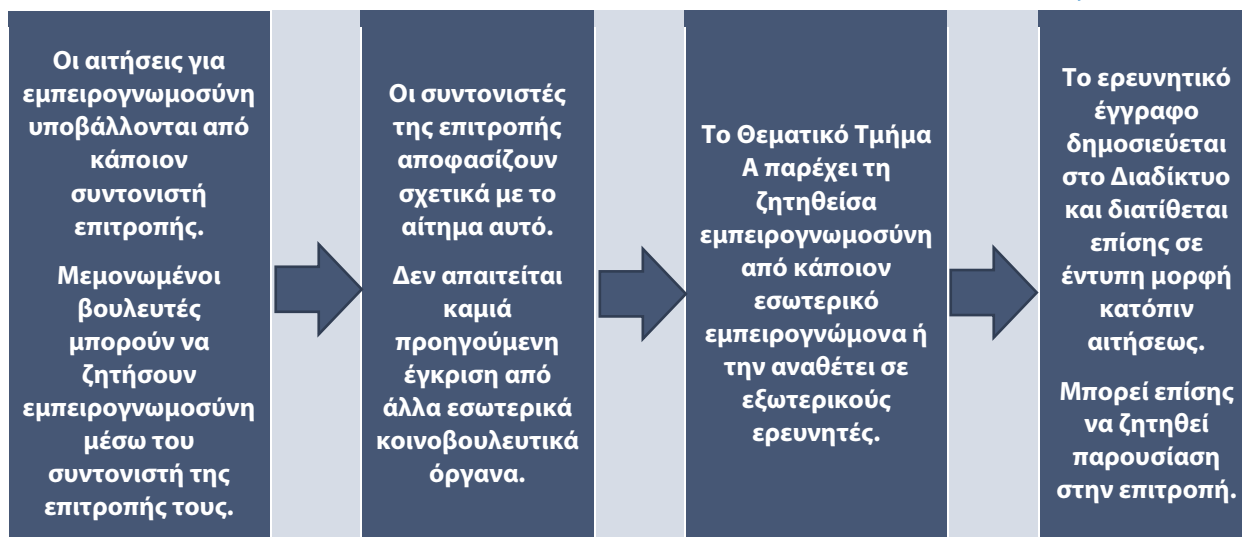 Οι αιτήσεις για
εμπειρογνωμοσύνη
υποβάλλονται από
κάποιον
συντονιστή
επιτροπής.
Μεμονωμένοι
βουλευτές
μπορούν να
ζητήσουν
εμπειρογνωμοσύνη
μέσω του
συντονιστή της
επιτροπής τους.
Οι συντονιστές
της επιτροπής
αποφασίζουν
σχετικά με το
αίτημα αυτό.
Δεν απαιτείται
καμιά
προηγούμενη
έγκριση από
άλλα εσωτερικά
κοινοβουλευτικά
όργανα.
Το Θεματικό Τμήμα
Α παρέχει τη
ζητηθείσα
εμπειρογνωμοσύνη
από κάποιον
εσωτερικό
εμπειρογνώμονα ή
την αναθέτει σε
εξωτερικούς
ερευνητές.
Το ερευνητικό
έγγραφο
δημοσιεύεται
στο Διαδίκτυο
και διατίθεται
επίσης σε
έντυπη μορφή
κατόπιν
αιτήσεως.
Μπορεί επίσης
να ζητηθεί
παρουσίαση
στην επιτροπή.